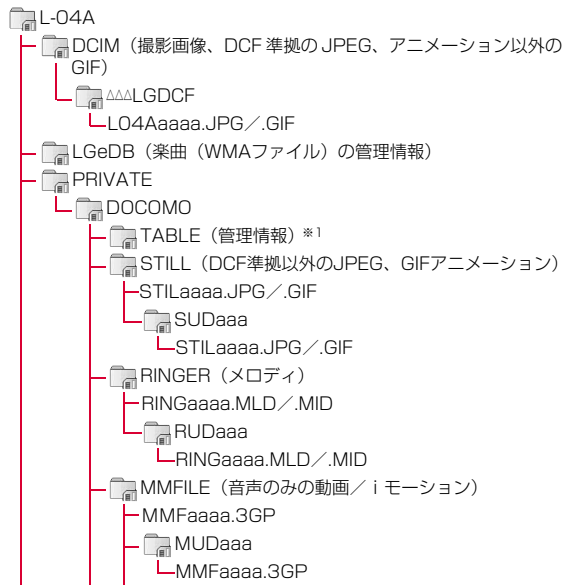 L-04A
DCIM（撮影画像、DCF 準拠の JPEG、アニメーション以外の
GIF）
△△△LGDCF
L04Aaaaa.JPG／.GIF
LGeDB（楽曲（WMAファイル）の管理情報）
PRIVATE
DOCOMO
TABLE（管理情報）※1
STILL（DCF準拠以外のJPEG、GIFアニメーション）
STILaaaa.JPG／.GIF
SUDaaa
STILaaaa.JPG／.GIF
RINGER（メロディ）
RINGaaaa.MLD／.MID
RUDaaa
RINGaaaa.MLD／.MID
MMFILE（音声のみの動画／ｉモーション）
MMFaaaa.3GP
MUDaaa
MMFaaaa.3GP